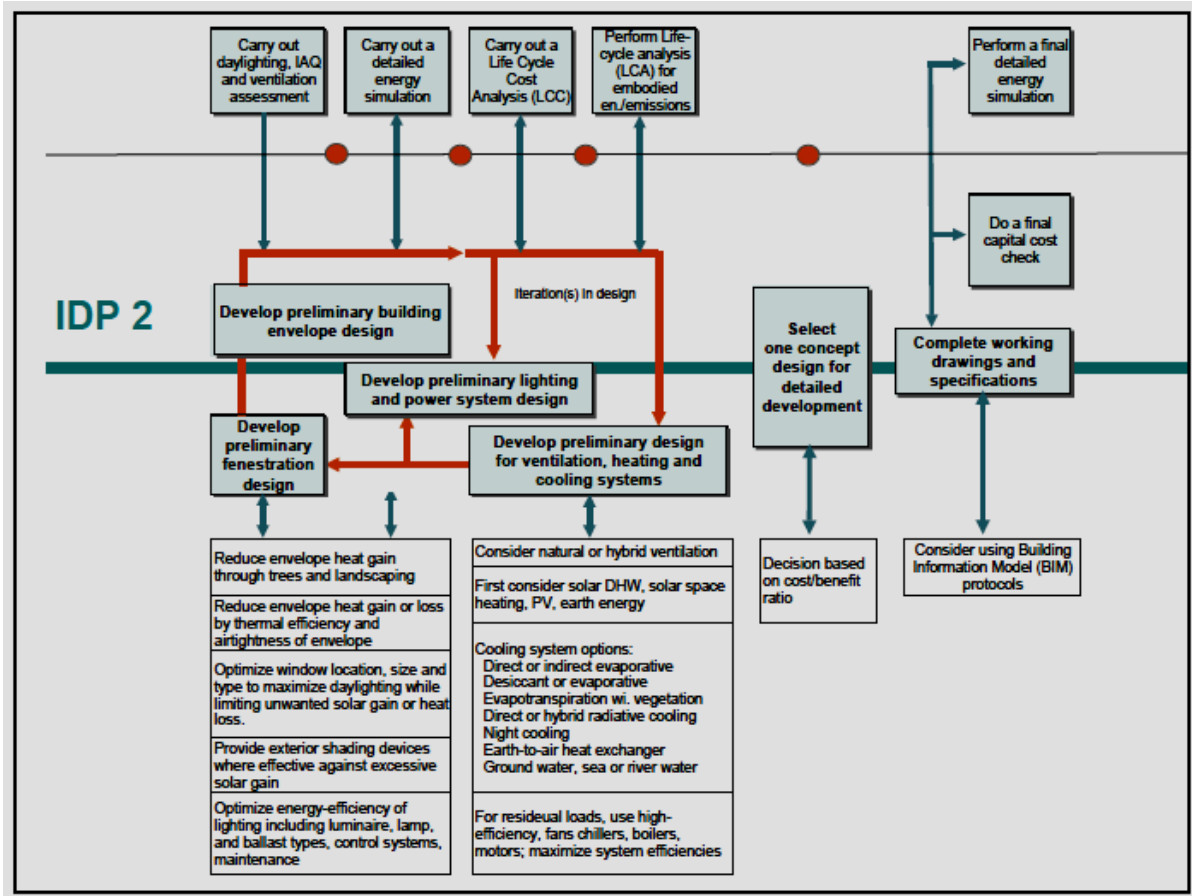 Carry out
daylighting, IAQ
and ventilation
assessment
Carry out a
detailed
energy
simulation
Carry out a
Life Cycle
Cost
Analysis (LCC)
Perform Life-
cycle analysis
(LCA) for
embodied
en./emissions
Perform a final
detailed
energy
simulation
Do a final
capital cost
check
IDP 2
Develop preliminary building
envelope design
Iteration(s) in design
Develop preliminary lighting
and power system design
Select
one concept
design for
detailed
development
Complete working
drawings and
specifications
Develop
preliminary
fenestration
design
Develop preliminary design
for ventilation, heating and
cooling systems
Reduce envelope heat gain
through trees and landscaping
Reduce envelope heat gain or loss
by thermal efficiency and
airtightness of envelope
Optimize window location, size and
type to maximize daylighting while
limiting unwanted solar gain or heat
loss.
Provide exterior shading devices
where effective against excessive
solar gain
Optimize energy-efficiency of
lighting including luminaire, lamp,
and ballast types, control systems,
maintenance
Consider natural or hybrid ventilation
First consider solar DHW, solar space
heating, PV, earth energy
Cooling system options:
Direct or indirect evaporative
Desiccant or evaporative
Evapotranspiration wi. vegetation
Direct or hybrid radiative cooling
Night cooling
Earth-to-air heat exchanger
Ground water, sea or river water
For resideual loads, use high-
efficiency, fans chillers, boilers,
motors; maximize system efficiencies
Decision based
on cost/benefit
ratio
Consider using Building
Information Model (BIM)
protocols